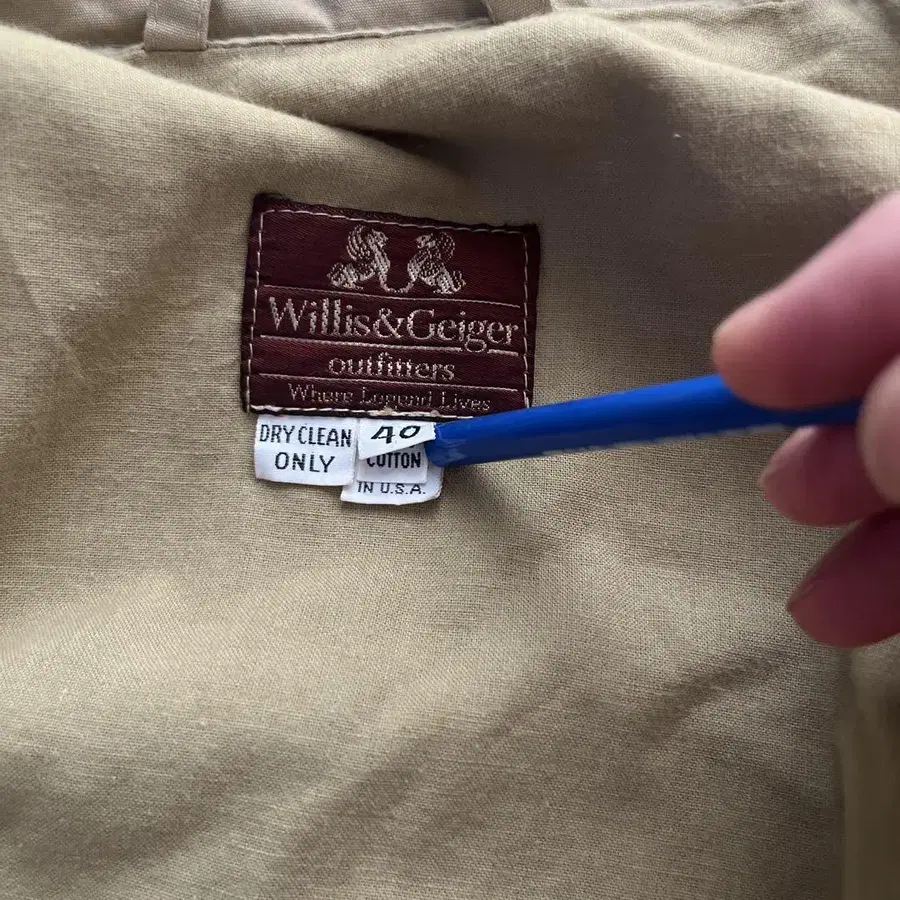 Willis&Geiger
outfitters
Where Legend Lives
DRY CLEAN
ONLY
40
COTTON
IN U.S.A.